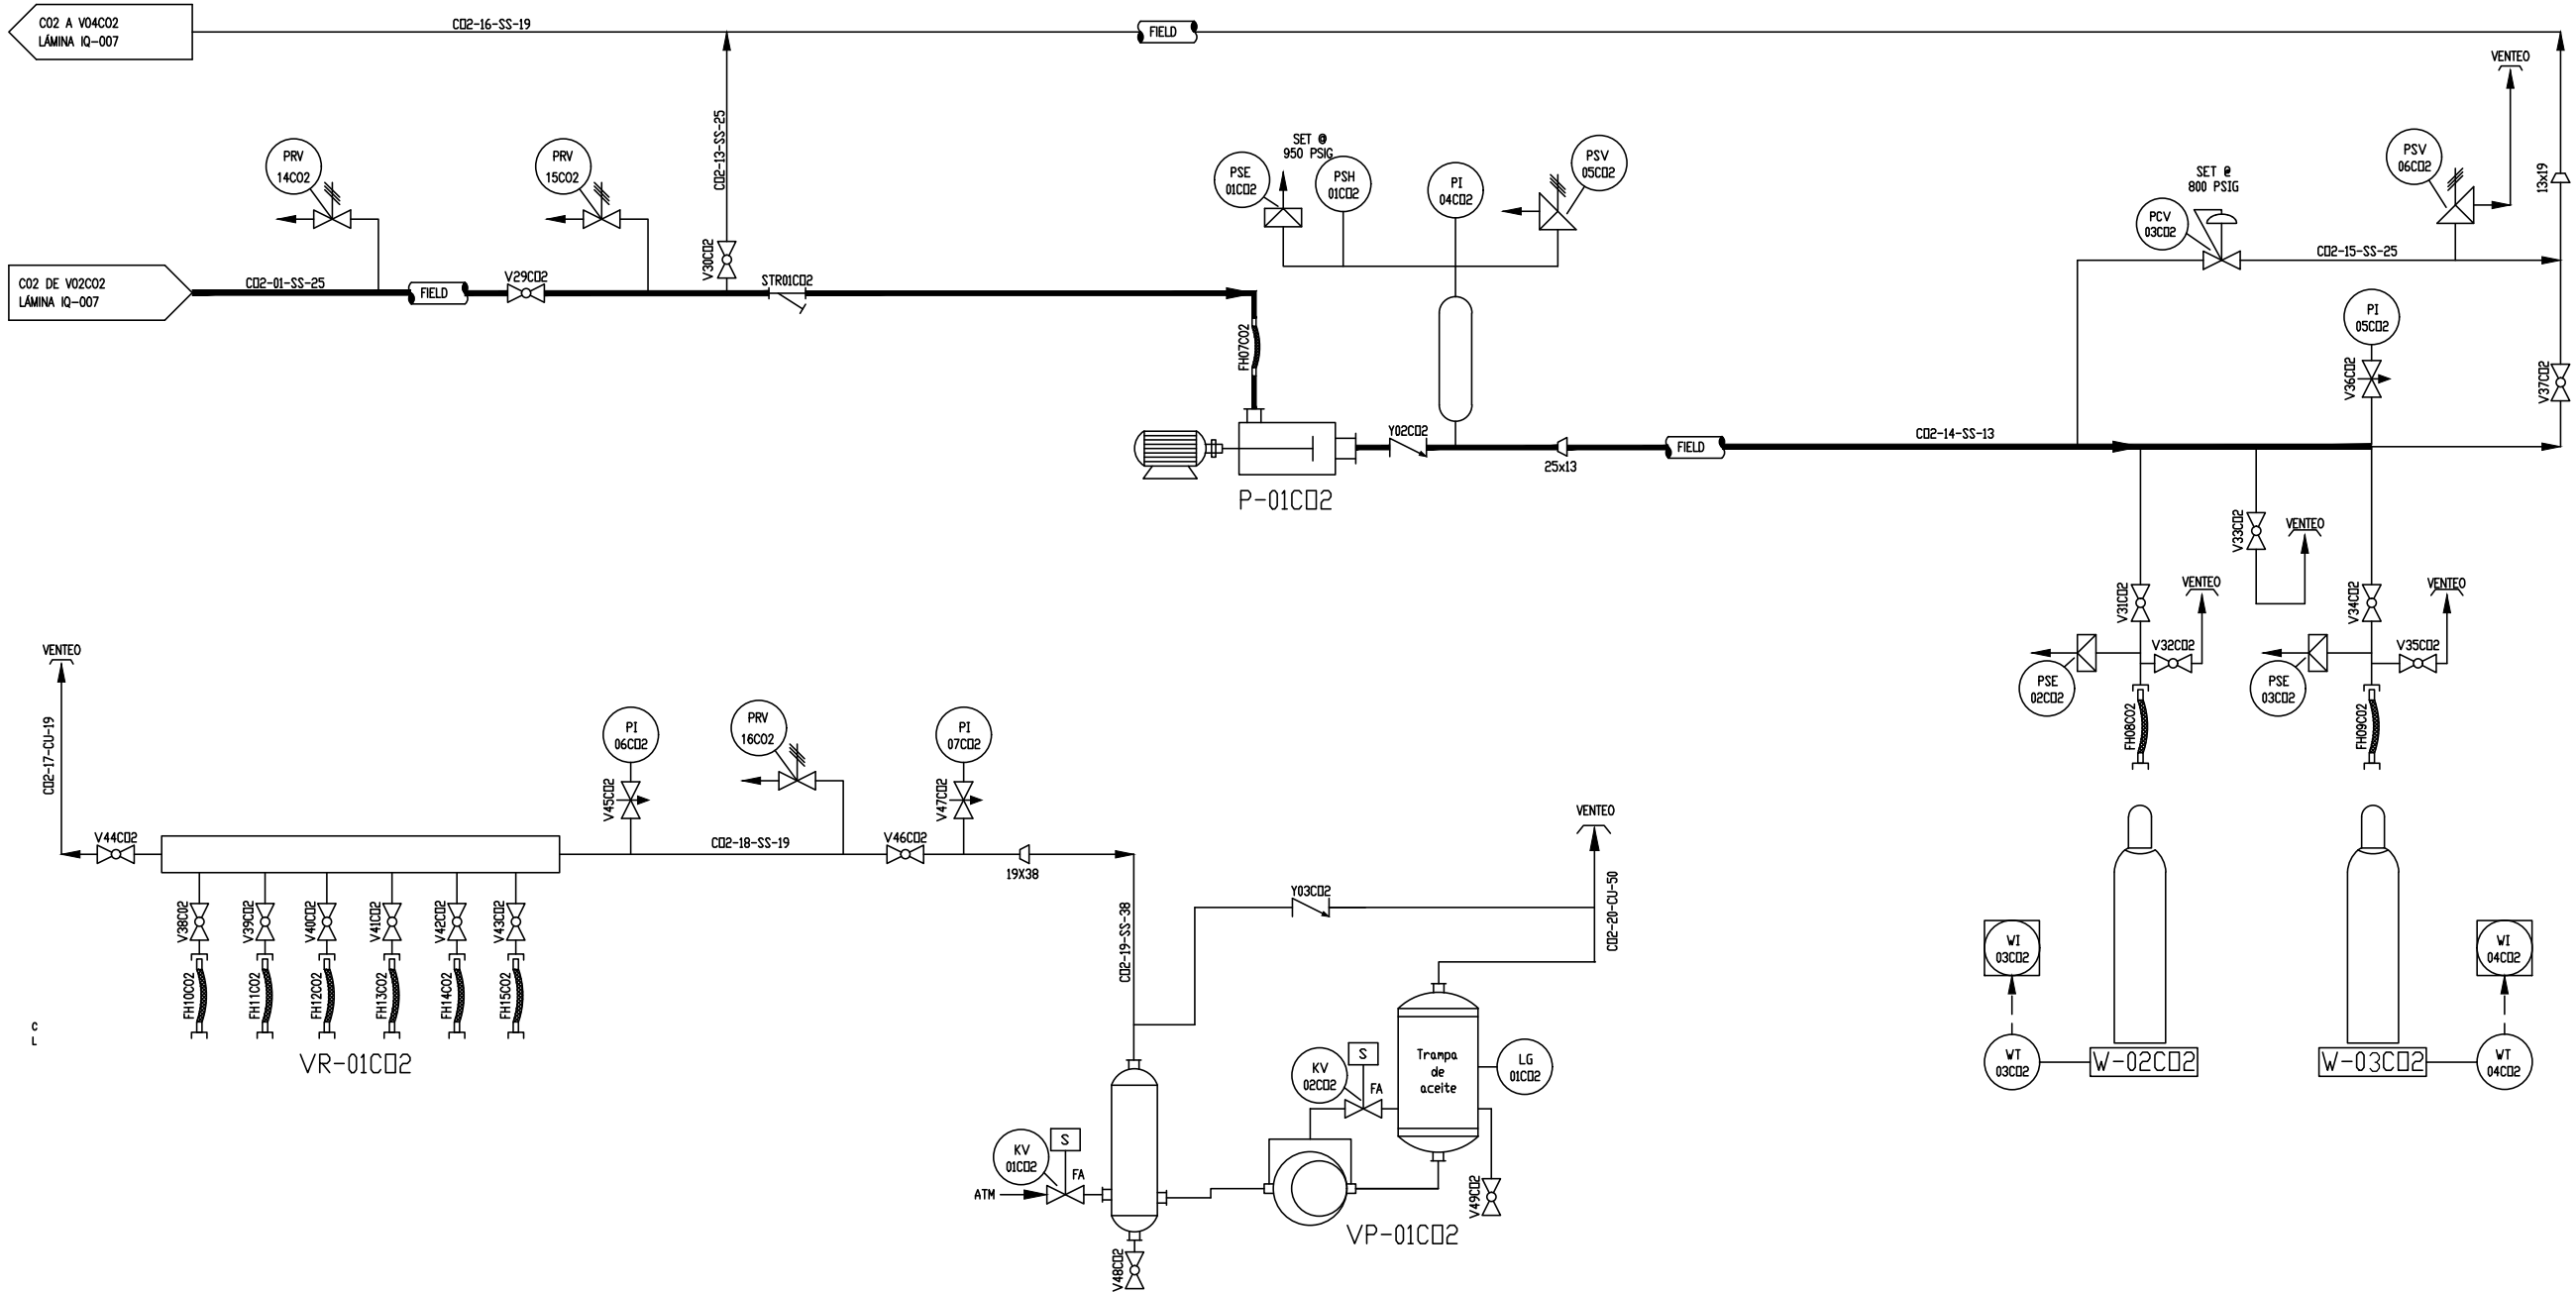 CO2 A V04CO2
LÁMINA IQ-007
CO2-16-SS-19
FIELD
VENTEO
CO2-13-SS-25
PRV
14CO2
PRV
15CO2
SET @
950 PSIG
PSE
01CO2
PSH
01CO2
PI
04CO2
PSV
05CO2
SET @
800 PSIG
PCV
03CO2
PSV
06CO2
13x19
CO2-15-SS-25
CO2 DE V02CO2
LÁMINA IQ-007
CO2-01-SS-25
FIELD
V29CO2
V30CO2
STR01CO2
FH07CO2
PI
05CO2
V36CO2
V37CO2
Y02CO2
25x13
FIELD
CO2-14-SS-13
P-01CO2
V33CO2
VENTEO
V31CO2
VENTEO
V32CO2
V34CO2
VENTEO
V35CO2
PSE
02CO2
PSE
03CO2
FH08CO2
FH09CO2
VENTEO
CO2-17-CU-19
V44CO2
PI
06CO2
V45CO2
PRV
16CO2
PI
07CO2
V47CO2
CO2-18-SS-19
V46CO2
19X38
VENTEO
V38CO2
V39CO2
V40CO2
V41CO2
V42CO2
V43CO2
FH10CO2
FH11CO2
FH12CO2
FH13CO2
FH14CO2
FH15CO2
VR-01CO2
C
L
CO2-19-SS-38
Y03CO2
CO2-20-CU-50
Trampa
de
aceite
LG
01CO2
KV
02CO2
S
FA
KV
01CO2
S
FA
ATM
V49CO2
VP-01CO2
V48CO2
WI
03CO2
WT
03CO2
W-02CO2
W-03CO2
WI
04CO2
WT
04CO2